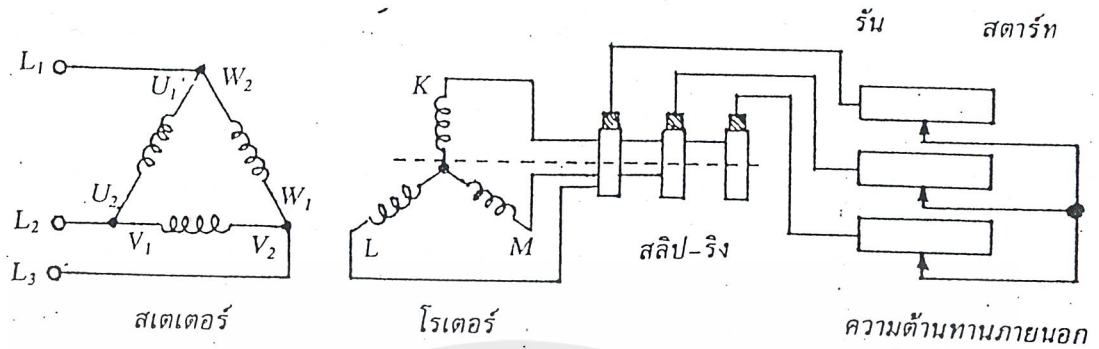 รัน สตาร์ท
L1
U1 W2
K
U2 W1
L2
V1 V2
L M
สลิป-ริง
L3
สเตเตอร์ โรเตอร์ ความต้านทานภายนอก